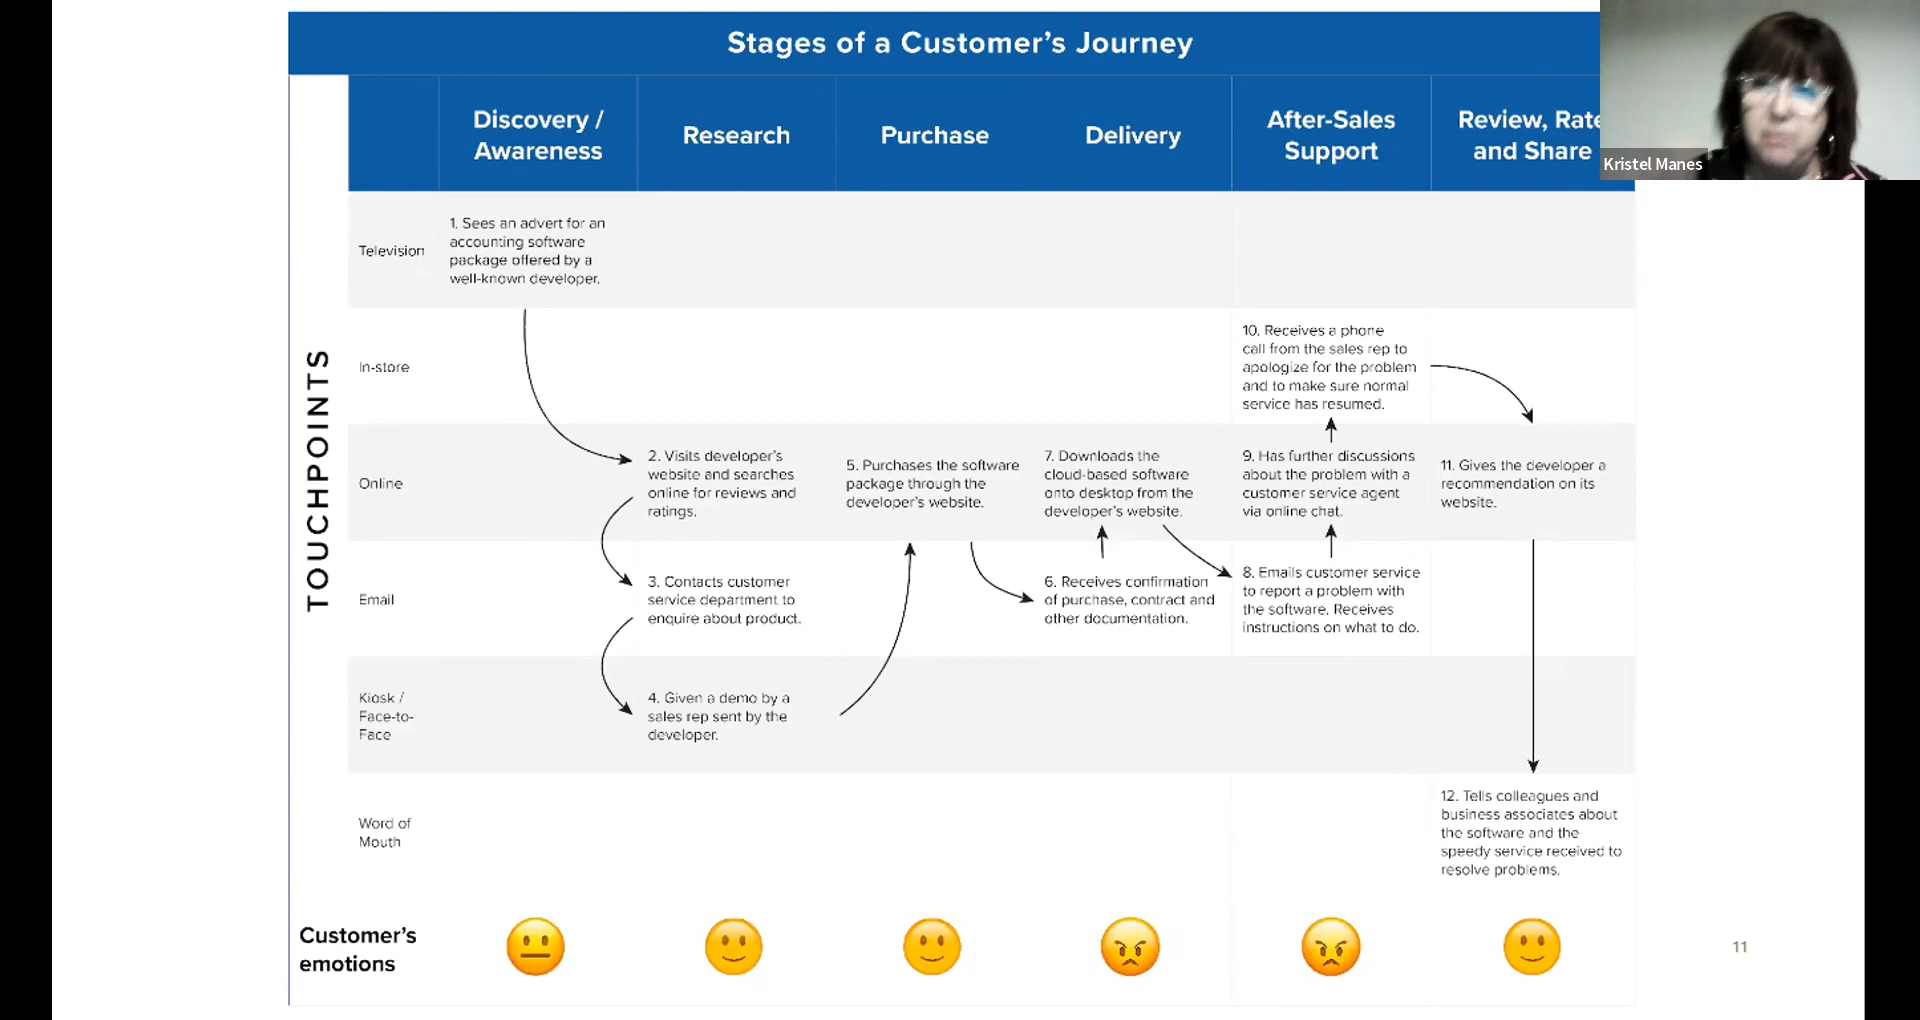 Stages of a Customer's Journey
Discovery /
Awareness
Research
Purchase
Delivery
After-Sales
Support
Review, Rate
and Share
Kristel Manes
TOUCHPOINTS
Television
1. Sees an advert for an
accounting software
package offered by a
well-known developer.
In-store
10. Receives a phone
call from the sales rep to
apologize for the problem
and to make sure normal
service has resumed.
Online
2. Visits developer's
website and searches
online for reviews and
ratings.
5. Purchases the software
package through the
developer's website.
7. Downloads the
cloud-based software
onto desktop from the
developer's website.
9. Has further discussions
about the problem with a
customer service agent
via online chat.
11. Gives the developer a
recommendation on its
website.
Email
3. Contacts customer
service department to
enquire about product.
6. Receives confirmation
of purchase, contract and
other documentation.
8. Emails customer service
to report a problem with
the software. Receives
instructions on what to do.
Kiosk /
Face-to-
Face
4. Given a demo by a
sales rep sent by the
developer.
Word of
Mouth
12. Tells colleagues and
business associates about
the software and the
speedy service received to
resolve problems.
Customer's
emotions
11